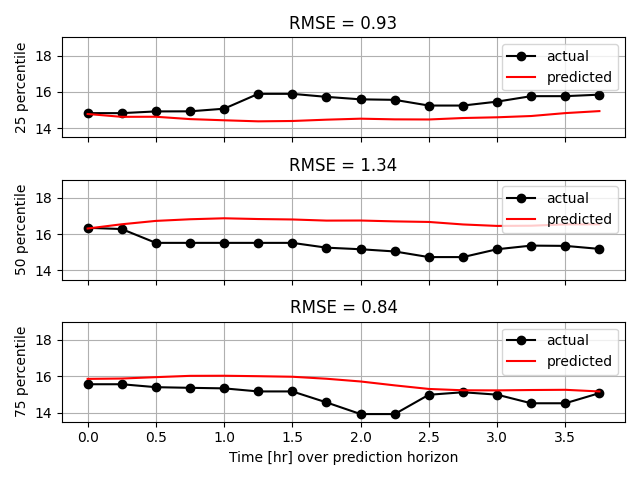 RMSE = 0.93
25 percentile
18
16
14
actual
predicted
RMSE = 1.34
50 percentile
18
16
14
actual
predicted
RMSE = 0.84
75 percentile
18
16
14
actual
predicted
0.0 0.5 1.0 1.5 2.0 2.5 3.0 3.5
Time [hr] over prediction horizon